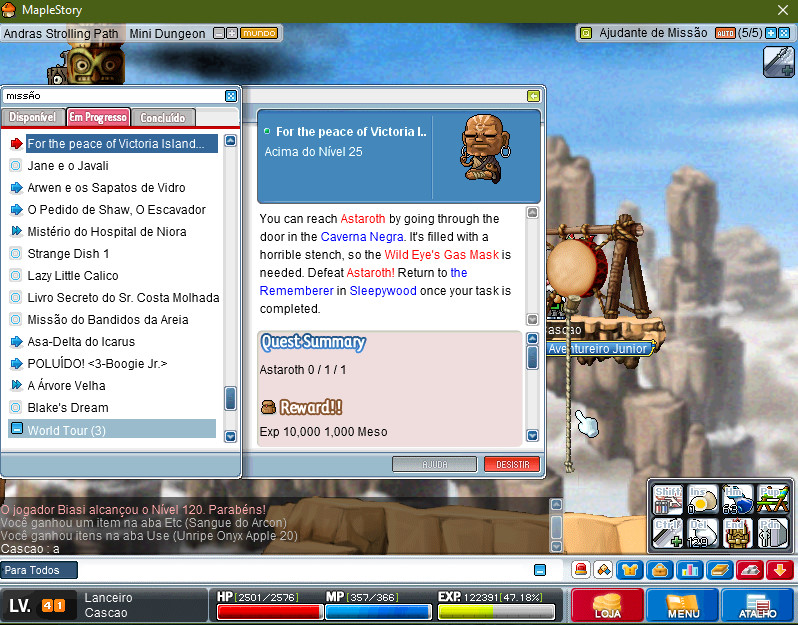 MapleStory
Andras Strolling Path Mini Dungeon MUNDO
Ajudante de Missão AUTO (5/5)
missão
Disponível Em Progresso Concluído
For the peace of Victoria Island...
Jane e o Javali
Arwen e os Sapatos de Vidro
O Pedido de Shaw, O Escavador
Mistério do Hospital de Niora
Strange Dish 1
Lazy Little Calico
Livro Secreto do Sr. Costa Molhada
Missão do Bandidos da Areia
Asa-Delta do Icarus
POLUÍDO! <3-Boogie Jr.>
A Árvore Velha
Blake's Dream
World Tour (3)
For the peace of Victoria I..
Acima do Nível 25
You can reach Astaroth by going through the
door in the Caverna Negra. It's filled with a
horrible stench, so the Wild Eye's Gas Mask is
needed. Defeat Astaroth! Return to the
Rememberer in Sleepywood once your task is
completed.
Quest Summary
Astaroth 0 / 1 / 1
Reward!!
Exp 10,000 1,000 Meso
AJUDA DESISTIR
Cascao
Aventureiro Junior
O jogador Biasi alcançou o Nível 120. Parabéns!
Você ganhou um item na aba Etc (Sangue do Arcon)
Você ganhou itens na aba Use (Unripe Onyx Apple 20)
Cascao : a
Shift Ins Hm Pup
Ctrl Del End Pdn
129
Para Todos
LV. 41 Lanceiro
Cascao
HP [2501/2576] MP [357/366] EXP. 122391[47.18%]
LOJA MENU ATALHO